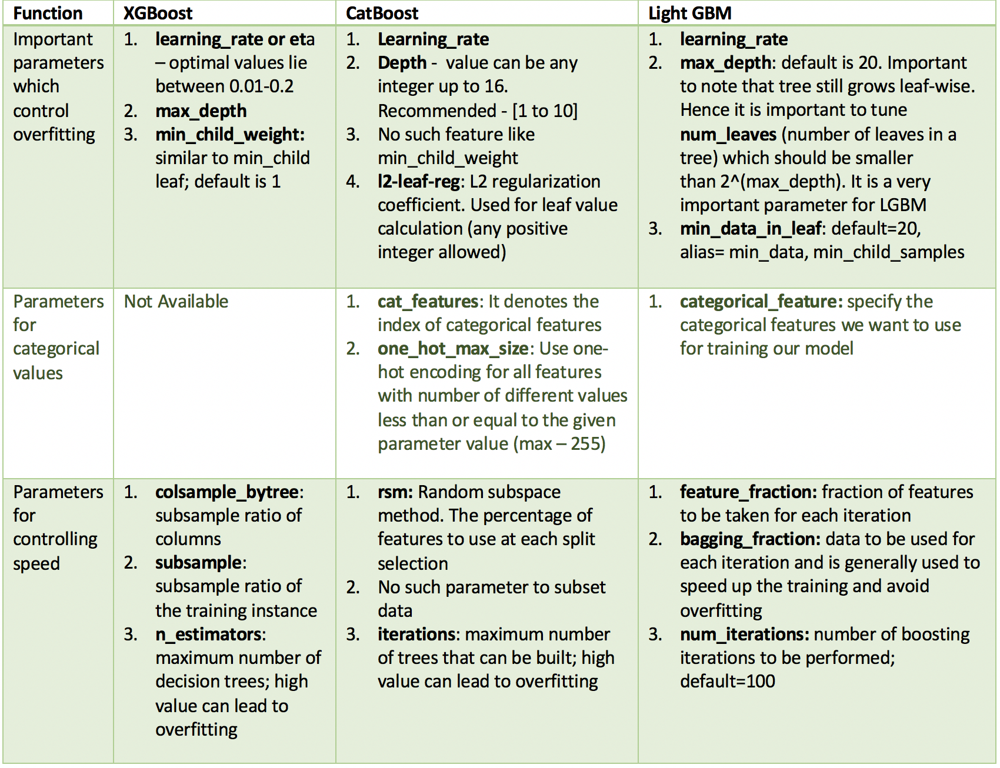 Function
XGBoost
CatBoost
Light GBM
Important
parameters
which
control
overfitting
1. learning_rate or eta
– optimal values lie
between 0.01-0.2
2. max_depth
3. min_child_weight:
similar to min_child
leaf; default is 1
1. Learning_rate
2. Depth - value can be any
integer up to 16.
Recommended - [1 to 10]
3. No such feature like
min_child_weight
4. l2-leaf-reg: L2 regularization
coefficient. Used for leaf value
calculation (any positive
integer allowed)
1. learning_rate
2. max_depth: default is 20. Important
to note that tree still grows leaf-wise.
Hence it is important to tune
num_leaves (number of leaves in a
tree) which should be smaller
than 2^(max_depth). It is a very
important parameter for LGBM
3. min_data_in_leaf: default=20,
alias= min_data, min_child_samples
Parameters
for
categorical
values
Not Available
1. cat_features: It denotes the
index of categorical features
2. one_hot_max_size: Use one-
hot encoding for all features
with number of different values
less than or equal to the given
parameter value (max – 255)
1. categorical_feature: specify the
categorical features we want to use
for training our model
Parameters
for
controlling
speed
1. colsample_bytree:
subsample ratio of
columns
2. subsample:
subsample ratio of
the training instance
3. n_estimators:
maximum number of
decision trees; high
value can lead to
overfitting
1. rsm: Random subspace
method. The percentage of
features to use at each split
selection
2. No such parameter to subset
data
3. iterations: maximum number
of trees that can be built; high
value can lead to overfitting
1. feature_fraction: fraction of features
to be taken for each iteration
2. bagging_fraction: data to be used for
each iteration and is generally used to
speed up the training and avoid
overfitting
3. num_iterations: number of boosting
iterations to be performed;
default=100